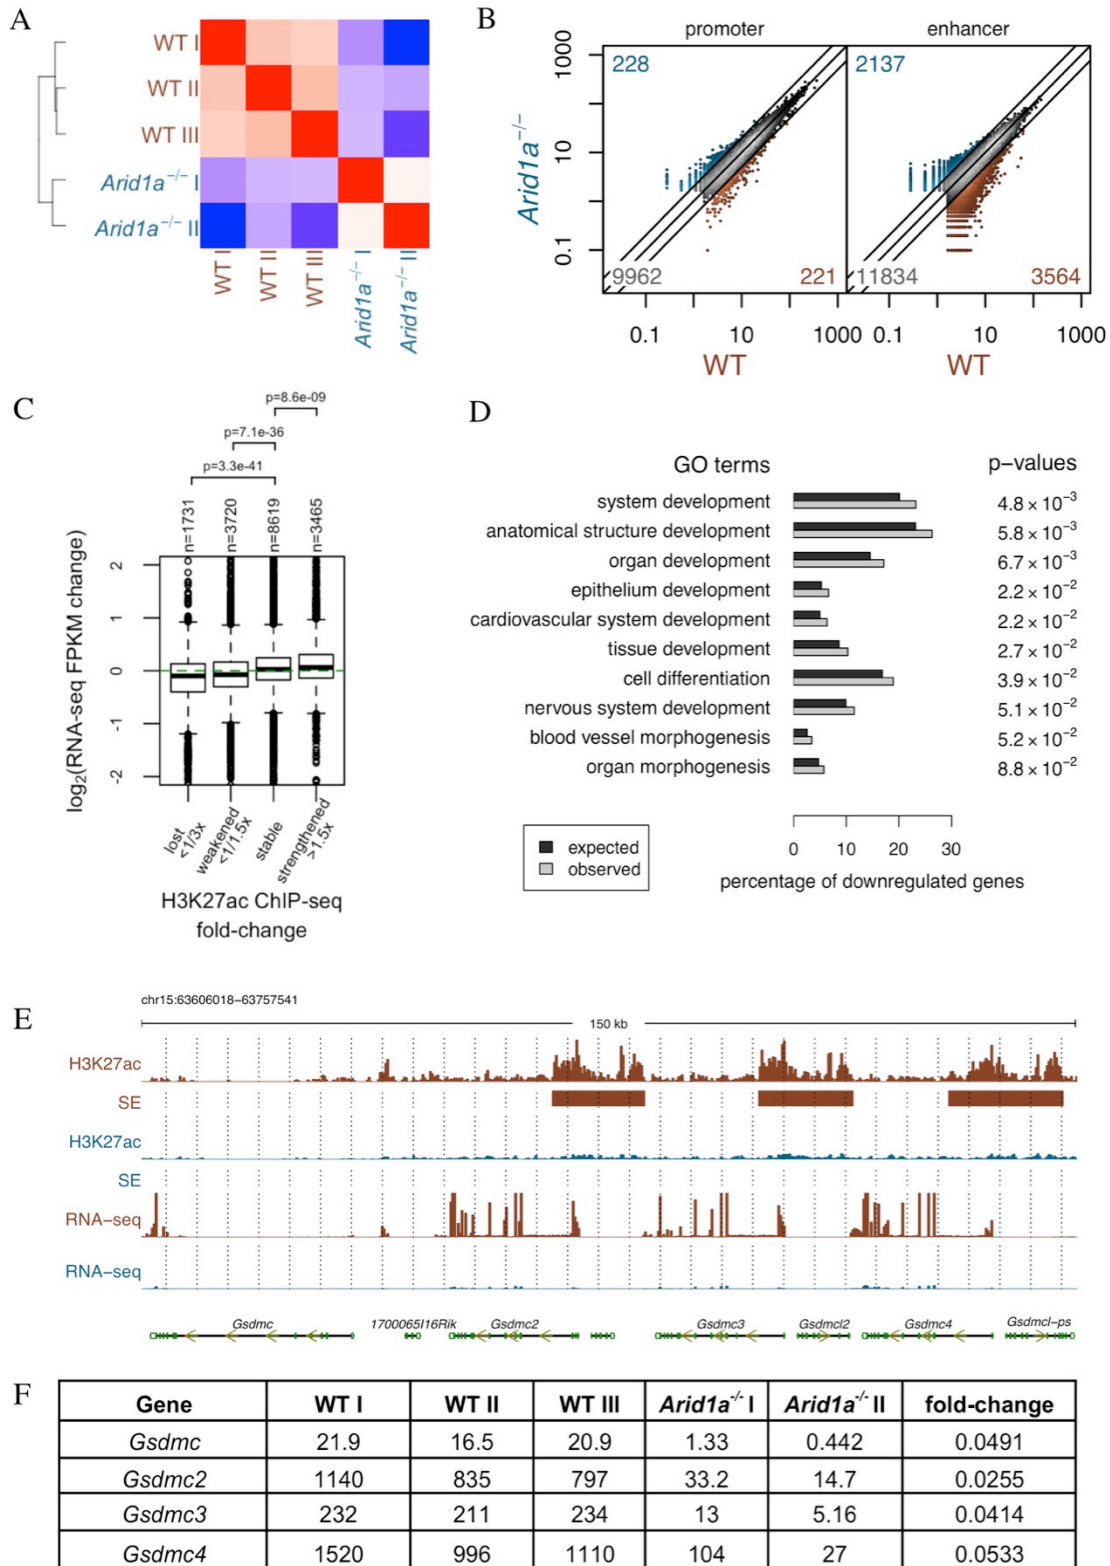 A
WT I
WT II
WT III
Arid1a−/− I
Arid1a−/− II
WT I
WT II
WT III
Arid1a−/− I
Arid1a−/− II
B
promoter
enhancer
Arid1a−/−
1000
10
0.1
228
9962
221
2137
11834
3564
0.1
10
1000
0.1
10
1000
WT
WT
C
p=8.6e-09
p=7.1e-36
p=3.3e-41
n=1731
n=3720
n=8619
n=3465
log2(RNA-seq FPKM change)
2
1
0
-1
-2
lost
<1/3x
weakened
<1/1.5x
stable
strengthened
>1.5x
H3K27ac ChIP-seq
fold-change
D
GO terms
p−values
system development
4.8 × 10−3
anatomical structure development
5.8 × 10−3
organ development
6.7 × 10−3
epithelium development
2.2 × 10−2
cardiovascular system development
2.2 × 10−2
tissue development
2.7 × 10−2
cell differentiation
3.9 × 10−2
nervous system development
5.1 × 10−2
blood vessel morphogenesis
5.2 × 10−2
organ morphogenesis
8.8 × 10−2
expected
observed
0 10 20 30
percentage of downregulated genes
E
chr15:63606018−63757541
150 kb
H3K27ac
SE
H3K27ac
SE
RNA−seq
RNA−seq
Gsdmc 1700065I16Rik Gsdmc2 Gsdmc3 Gsdmcl2 Gsdmc4 Gsdmcl−ps
F
Gene WT I WT II WT III Arid1a-/- I Arid1a-/- II fold-change
Gsdmc 21.9 16.5 20.9 1.33 0.442 0.0491
Gsdmc2 1140 835 797 33.2 14.7 0.0255
Gsdmc3 232 211 234 13 5.16 0.0414
Gsdmc4 1520 996 1110 104 27 0.0533